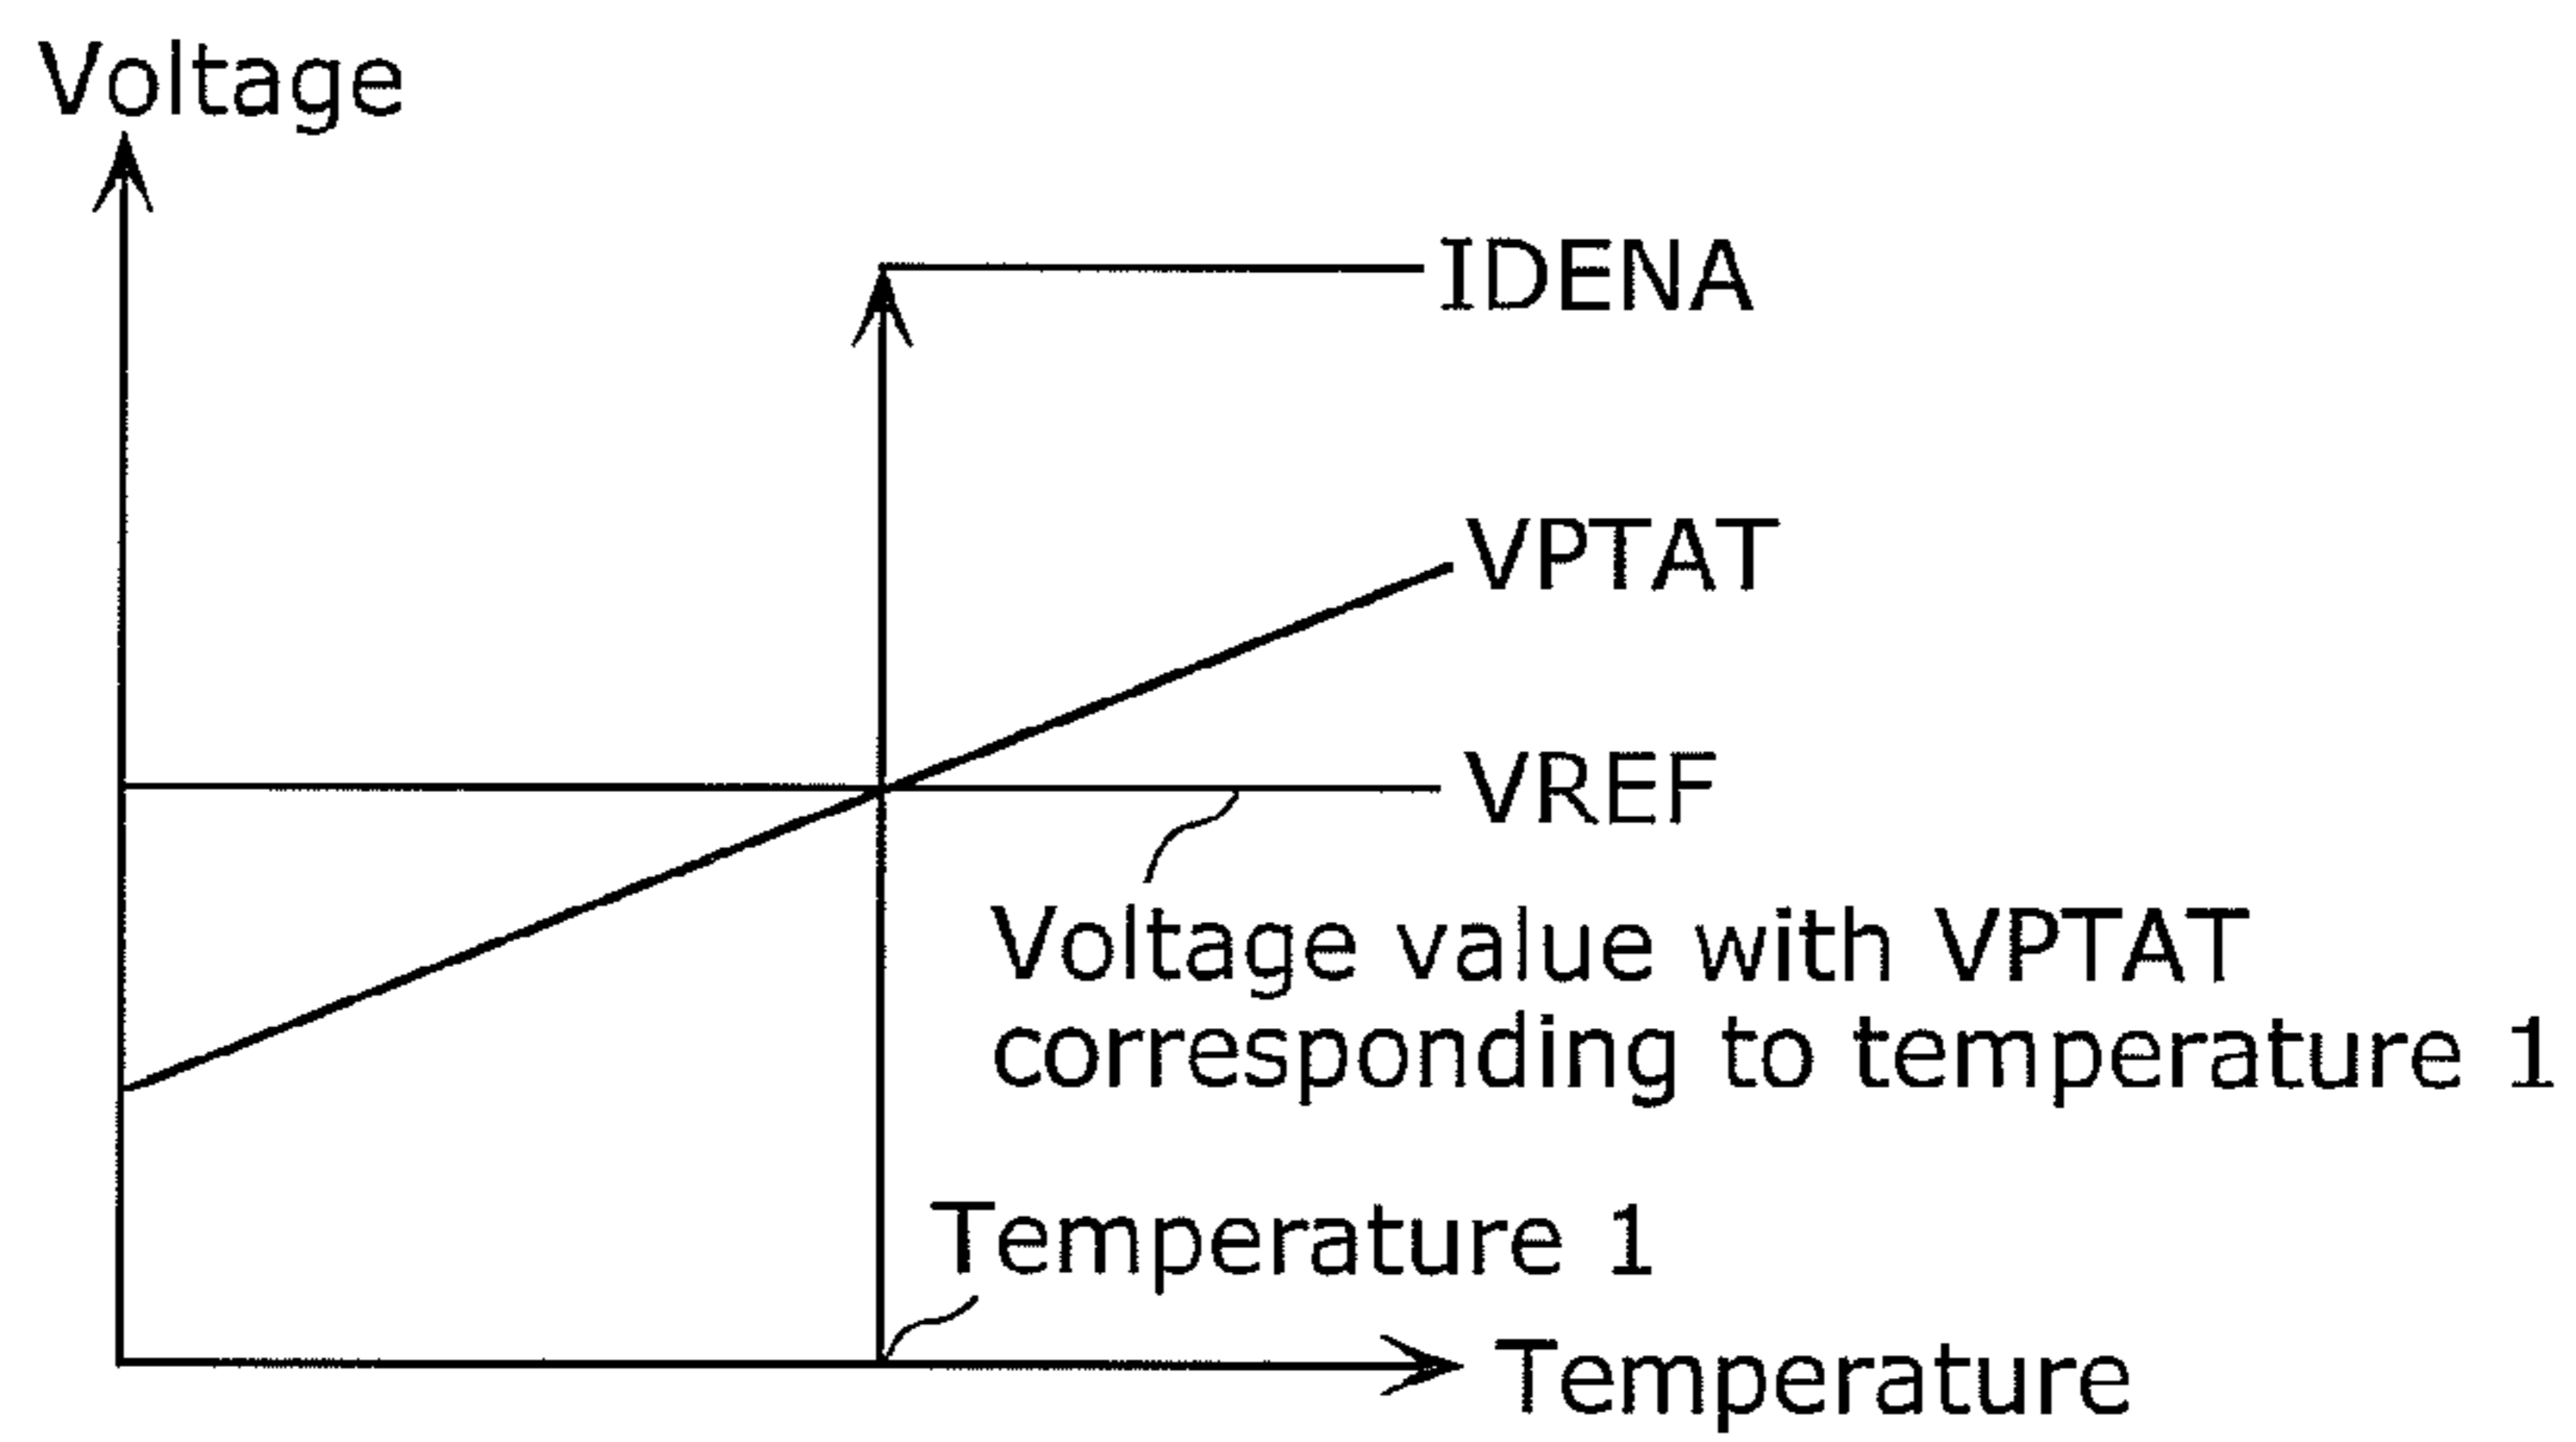 Voltage
IDENA
VPTAT
VREF
Voltage value with VPTAT
corresponding to temperature 1
Temperature 1
Temperature